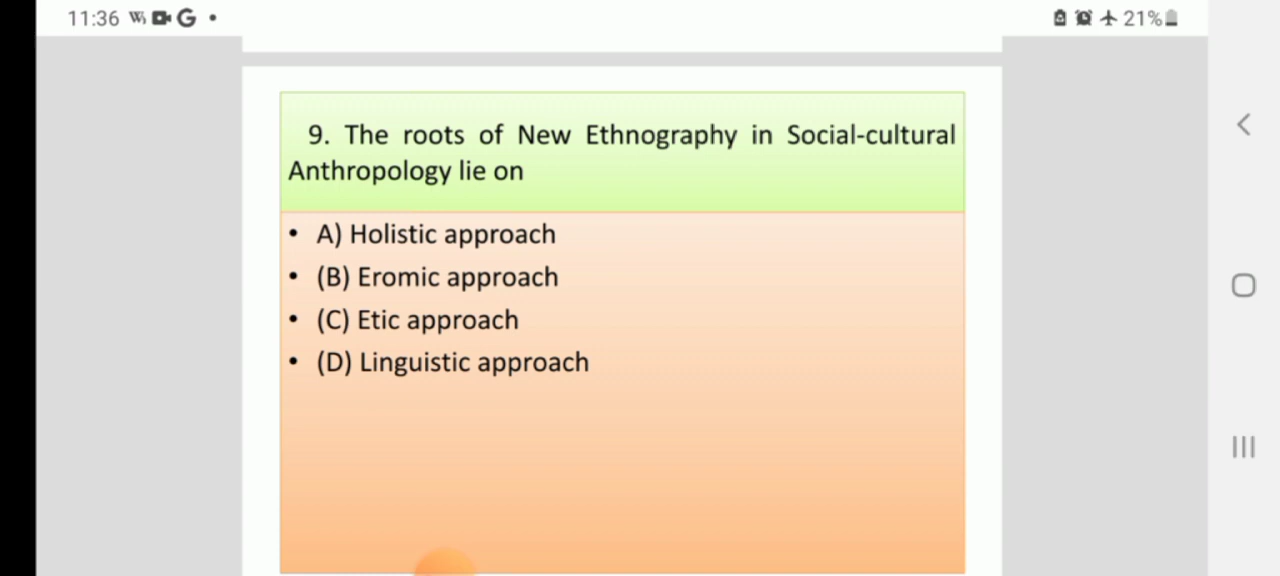 11:36 G 21%
9. The roots of New Ethnography in Social-cultural
Anthropology lie on
• A) Holistic approach
• (B) Eromic approach
• (C) Etic approach
• (D) Linguistic approach